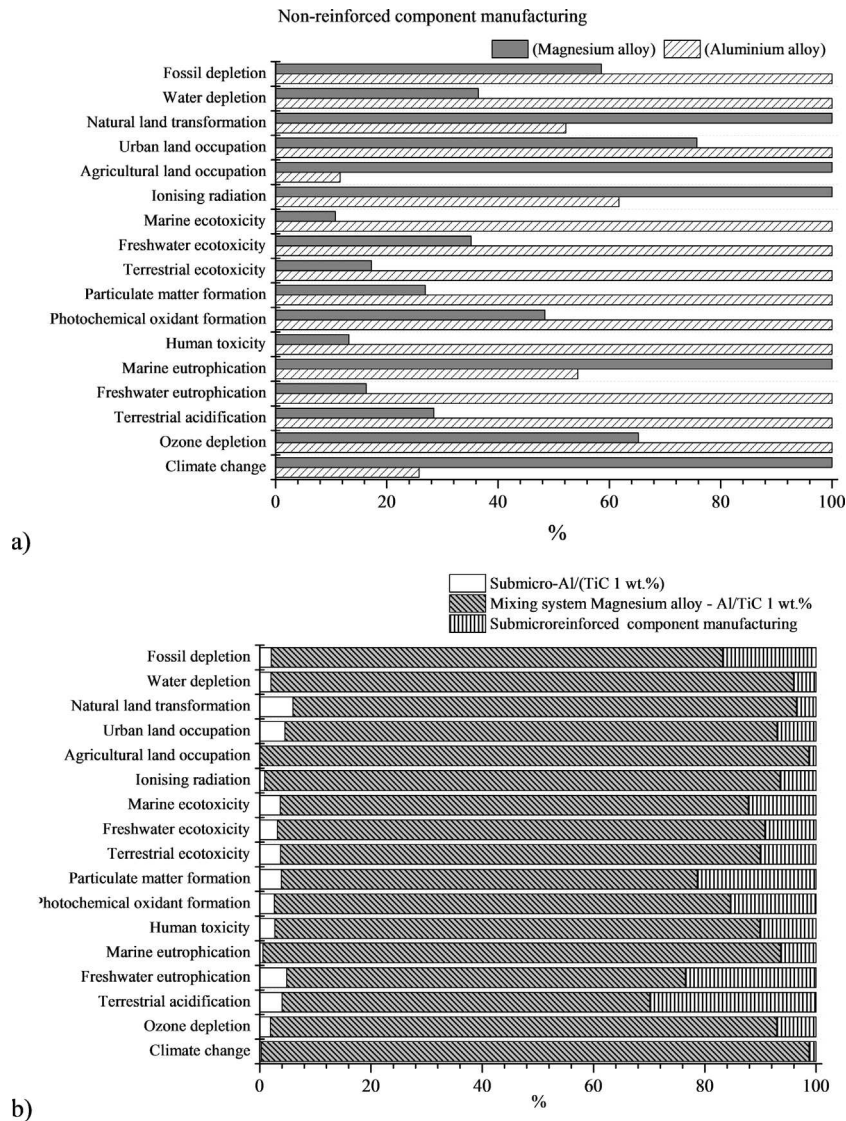 Non-reinforced component manufacturing
(Magnesium alloy) (Aluminium alloy)
Fossil depletion
Water depletion
Natural land transformation
Urban land occupation
Agricultural land occupation
Ionising radiation
Marine ecotoxicity
Freshwater ecotoxicity
Terrestrial ecotoxicity
Particulate matter formation
Photochemical oxidant formation
Human toxicity
Marine eutrophication
Freshwater eutrophication
Terrestrial acidification
Ozone depletion
Climate change
0 20 40 60 80 100
%
a)
Submicro-Al/(TiC 1 wt.%)
Mixing system Magnesium alloy - Al/TiC 1 wt.%
Submicroreinforced component manufacturing
Fossil depletion
Water depletion
Natural land transformation
Urban land occupation
Agricultural land occupation
Ionising radiation
Marine ecotoxicity
Freshwater ecotoxicity
Terrestrial ecotoxicity
Particulate matter formation
Photochemical oxidant formation
Human toxicity
Marine eutrophication
Freshwater eutrophication
Terrestrial acidification
Ozone depletion
Climate change
0 20 40 60 80 100
%
b)